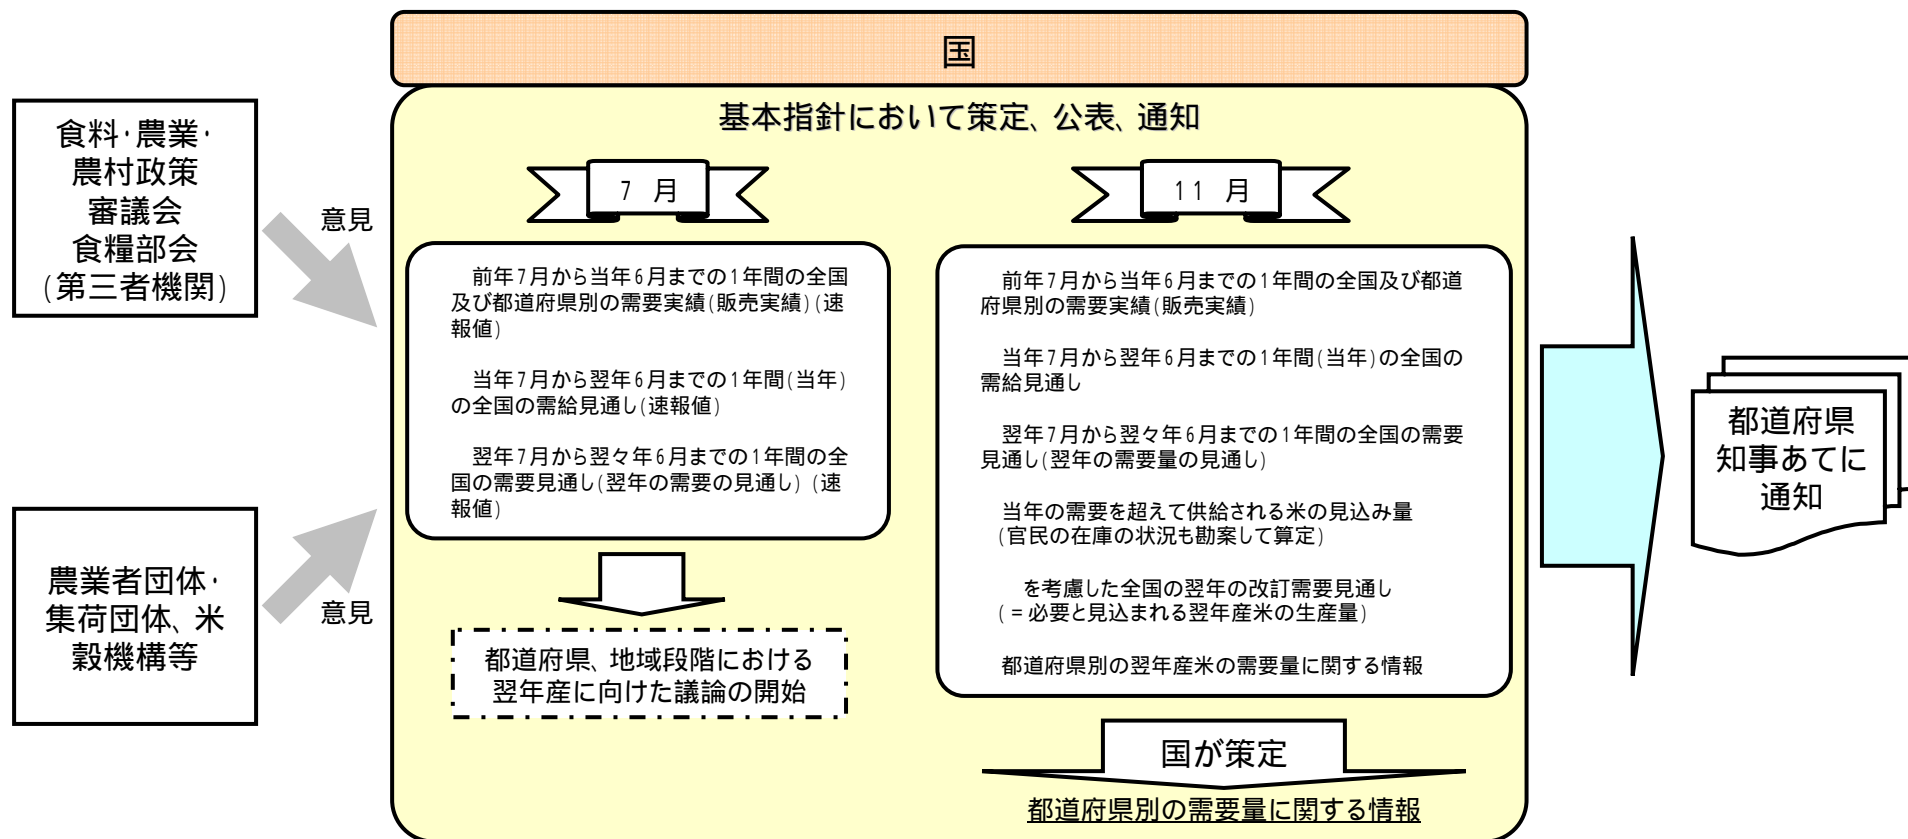 国
基本指針において策定、公表、通知
食料・農業・
農村政策
審議会
食糧部会
(第三者機関)
意見
農業者団体・
集荷団体、米
穀機構等
意見
7 月
前年7月から当年6月までの1年間の全国
及び都道府県別の需要実績(販売実績)(速
報値)
当年7月から翌年6月までの1年間(当年)
の全国の需給見通し(速報値)
翌年7月から翌々年6月までの1年間の全
国の需要見通し(翌年の需要の見通し)(速
報値)
都道府県、地域段階における
翌年産に向けた議論の開始
11 月
前年7月から当年6月までの1年間の全国及び都道
府県別の需要実績(販売実績)
当年7月から翌年6月までの1年間(当年)の全国の
需給見通し
翌年7月から翌々年6月までの1年間の全国の需要
見通し(翌年の需要量の見通し)
当年の需要を超えて供給される米の見込み量
(官民の在庫の状況も勘案して算定)
を考慮した全国の翌年の改訂需要見通し
(=必要と見込まれる翌年産米の生産量)
都道府県別の翌年産米の需要量に関する情報
国が策定
都道府県別の需要量に関する情報
都道府県
知事あてに
通知